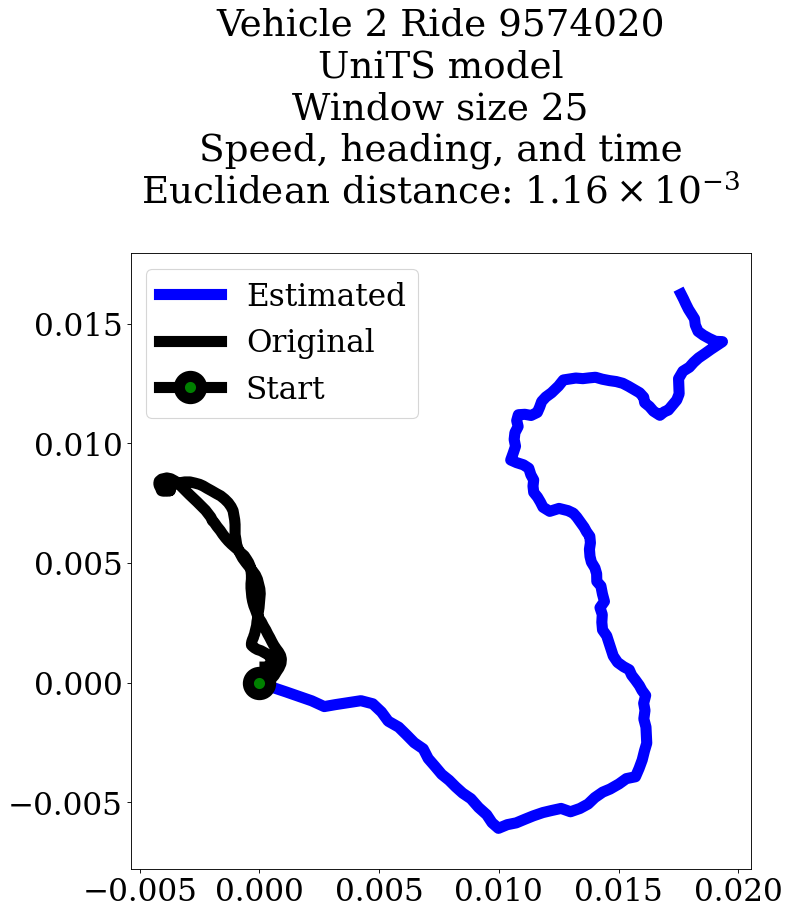 Vehicle 2 Ride 9574020
UniTS model
Window size 25
Speed, heading, and time
Euclidean distance: 1.16 × 10⁻³
Estimated
Original
Start
0.015
0.010
0.005
0.000
−0.005
−0.005 0.000 0.005 0.010 0.015 0.020